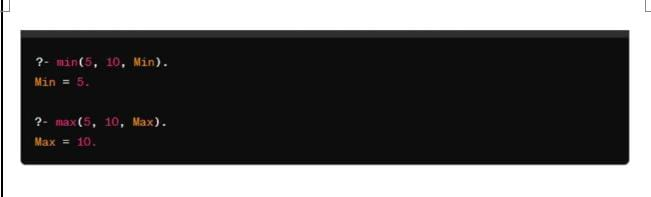 ?- min(5, 10, Min).
Min = 5.
?- max(5, 10, Max).
Max = 10.